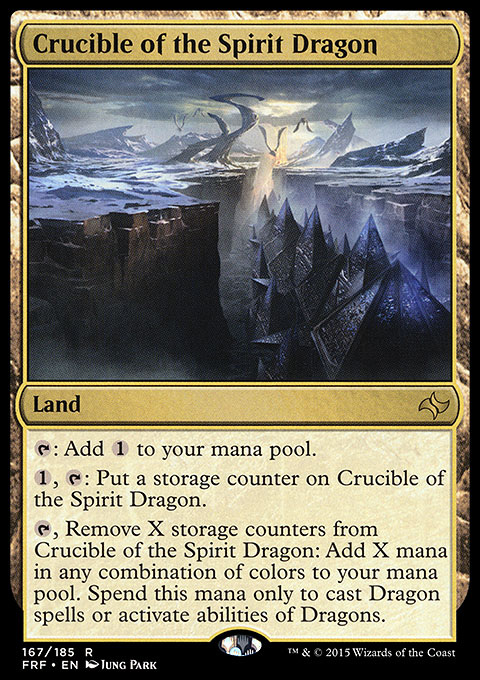 Crucible of the Spirit Dragon
Land
: Add 1 to your mana pool.
1, : Put a storage counter on Crucible of
the Spirit Dragon.
, Remove X storage counters from
Crucible of the Spirit Dragon: Add X mana
in any combination of colors to your mana
pool. Spend this mana only to cast Dragon
spells or activate abilities of Dragons.
167/185 R
FRF • EN Jung Park
™ & © 2015 Wizards of the Coast